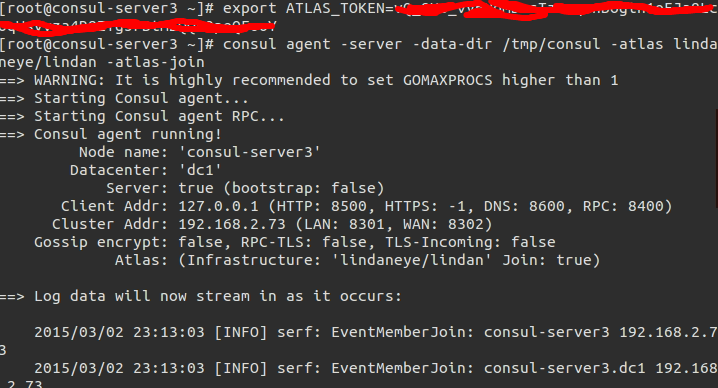 [root@consul-server3 ~]# export ATLAS_TOKEN=
[root@consul-server3 ~]# consul agent -server -data-dir /tmp/consul -atlas linda
neye/lindan -atlas-join
==> WARNING: It is highly recommended to set GOMAXPROCS higher than 1
==> Starting Consul agent...
==> Starting Consul agent RPC...
==> Consul agent running!
Node name: 'consul-server3'
Datacenter: 'dc1'
Server: true (bootstrap: false)
Client Addr: 127.0.0.1 (HTTP: 8500, HTTPS: -1, DNS: 8600, RPC: 8400)
Cluster Addr: 192.168.2.73 (LAN: 8301, WAN: 8302)
Gossip encrypt: false, RPC-TLS: false, TLS-Incoming: false
Atlas: (Infrastructure: 'lindaneye/lindan' Join: true)
==> Log data will now stream in as it occurs:
2015/03/02 23:13:03 [INFO] serf: EventMemberJoin: consul-server3 192.168.2.7
3
2015/03/02 23:13:03 [INFO] serf: EventMemberJoin: consul-server3.dc1 192.168
.2.73